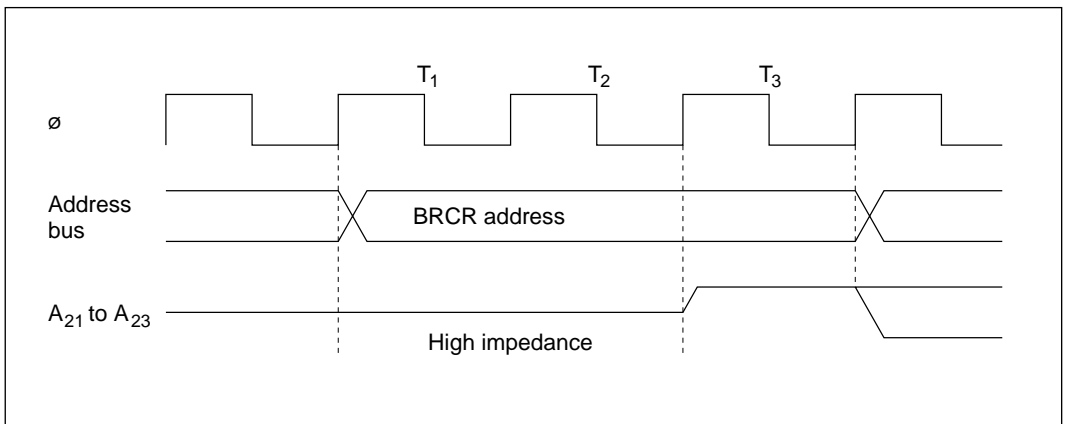 T1 T2 T3
ø
Address
bus
BRCR address
A21 to A23
High impedance